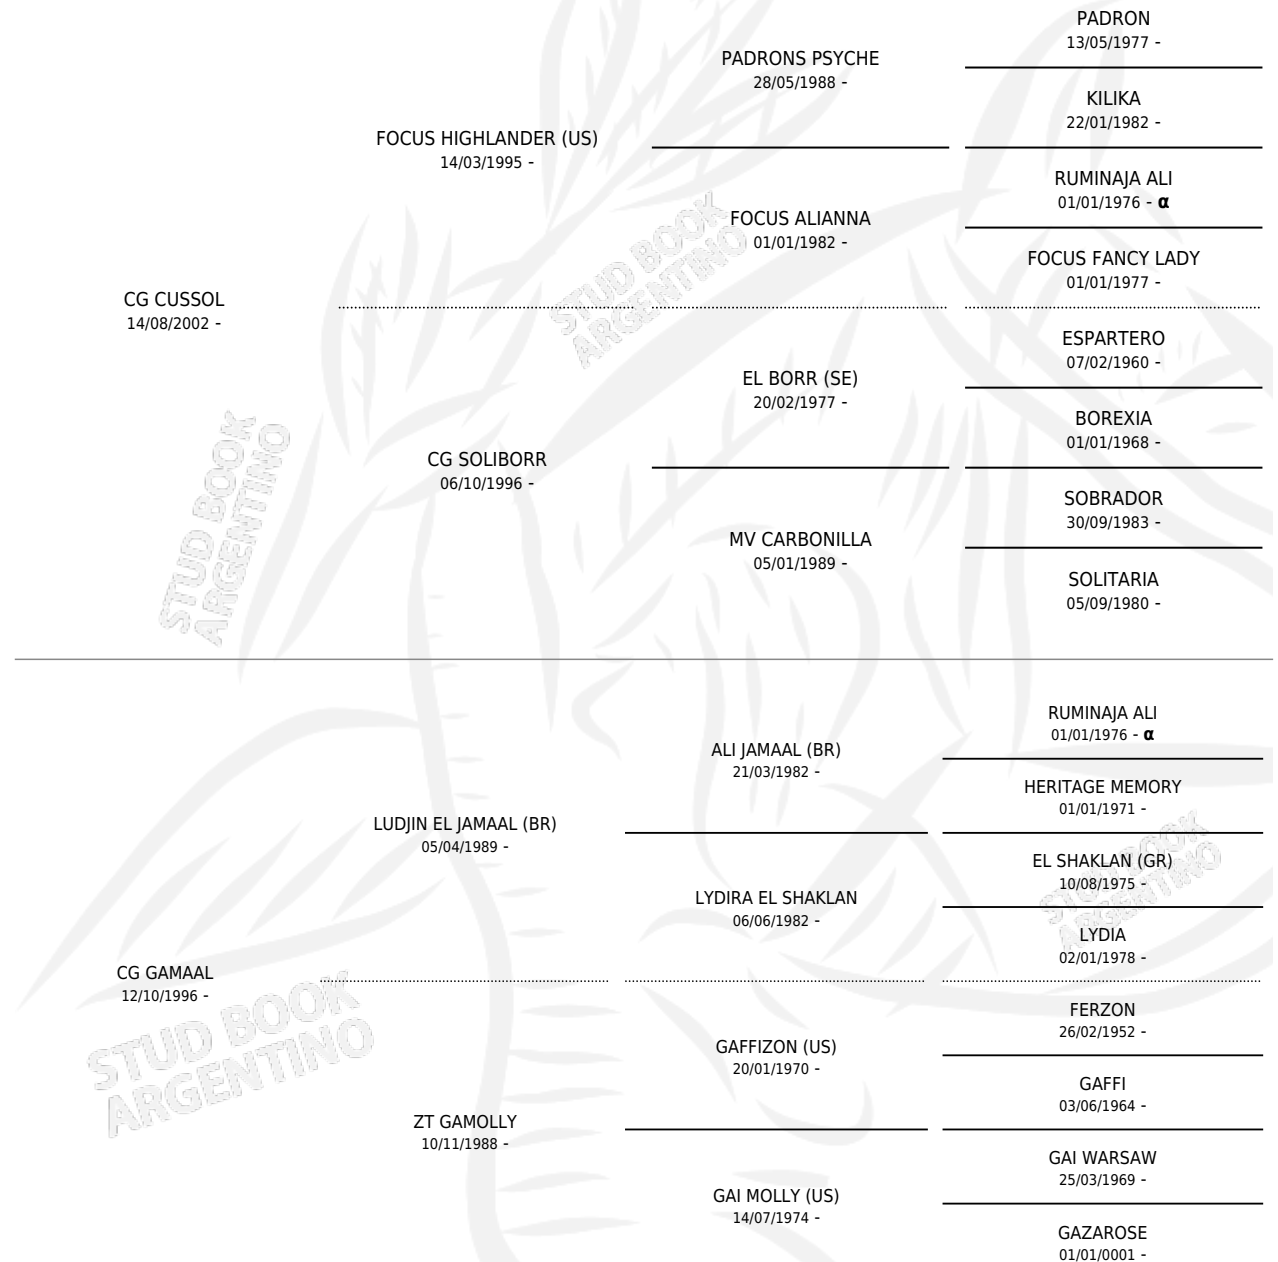 PADRON
13/05/1977 -
PADRONS PSYCHE
28/05/1988 -
KILIKA
22/01/1982 -
FOCUS HIGHLANDER (US)
14/03/1995 -
RUMINAJA ALI
01/01/1976 - α
FOCUS ALIANNA
01/01/1982 -
FOCUS FANCY LADY
01/01/1977 -
CG CUSSOL
14/08/2002 -
STUD BOOK
ARGENTINO
ESPARTERO
07/02/1960 -
EL BORR (SE)
20/02/1977 -
BOREXIA
01/01/1968 -
CG SOLIBORR
06/10/1996 -
SOBRADOR
30/09/1983 -
MV CARBONILLA
05/01/1989 -
SOLITARIA
05/09/1980 -
STUD BOOK
ARGENTINO
RUMINAJA ALI
01/01/1976 - α
ALI JAMAAL (BR)
21/03/1982 -
HERITAGE MEMORY
01/01/1971 -
LUDJIN EL JAMAAL (BR)
05/04/1989 -
EL SHAKLAN (GR)
10/08/1975 -
LYDIRA EL SHAKLAN
06/06/1982 -
LYDIA
02/01/1978 -
STUD BOOK
ARGENTINO
CG GAMAAL
12/10/1996 -
FERZON
26/02/1952 -
GAFFIZON (US)
20/01/1970 -
GAFFI
03/06/1964 -
STUD BOOK
ARGENTINO
ZT GAMOLLY
10/11/1988 -
GAI WARSAW
25/03/1969 -
GAI MOLLY (US)
14/07/1974 -
GAZAROSE
01/01/0001 -